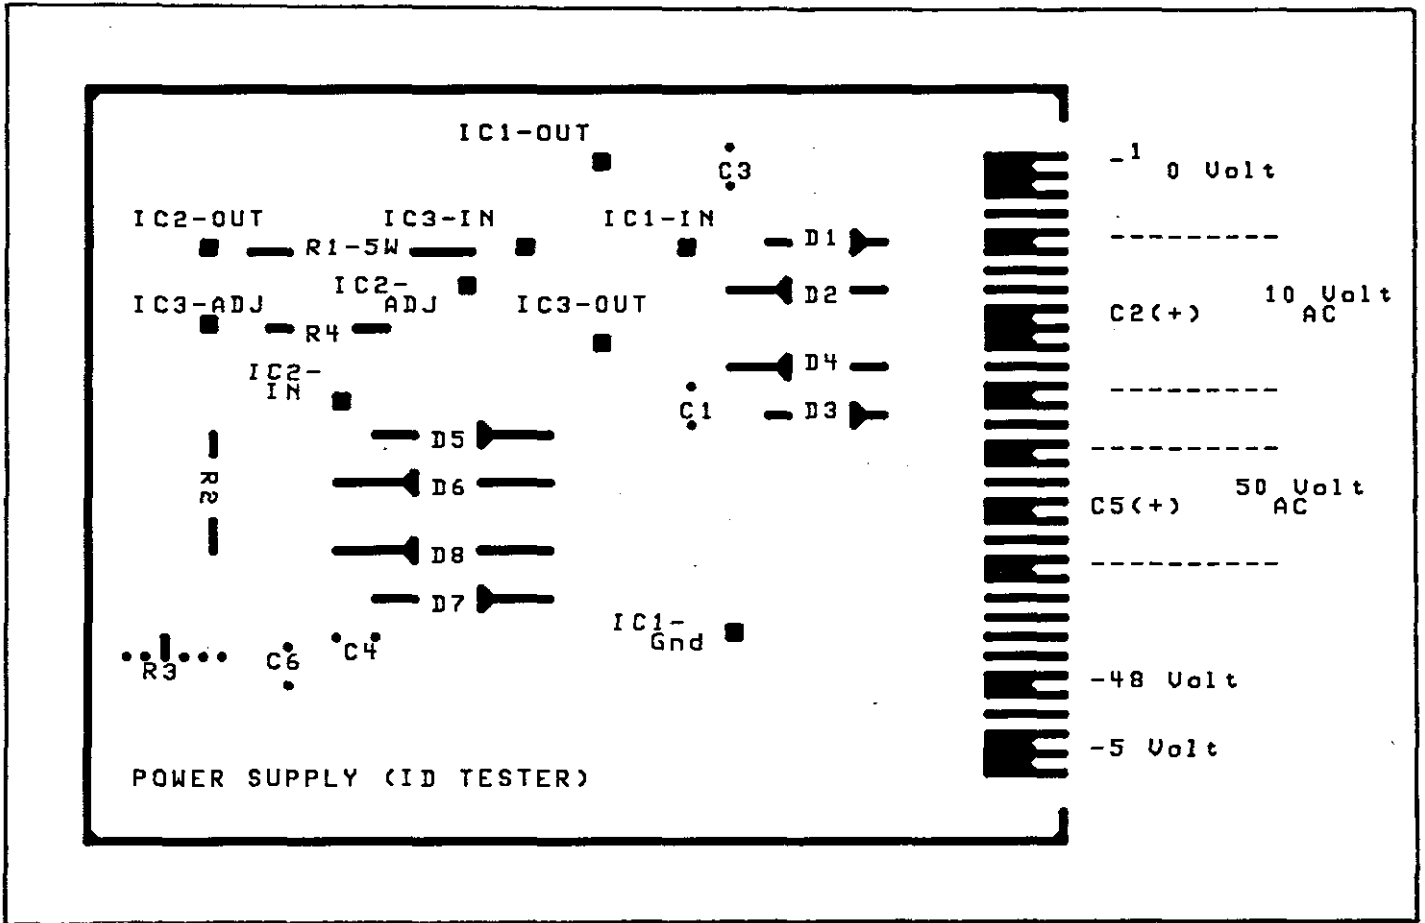 IC1-OUT
C3
-1 0 Volt
IC2-OUT
IC3-IN
IC1-IN
R1-5W
D1
----------
IC2-
ADJ
D2
IC3-ADJ
IC3-OUT
C2(+)
10 Volt
AC
R4
D4
IC2-
IN
C1
D3
----------
D5
----------
R2
D6
C5(+)
50 Volt
AC
D8
----------
D7
IC1-
Gnd
R3
C6
C4
-48 Volt
-5 Volt
POWER SUPPLY (ID TESTER)